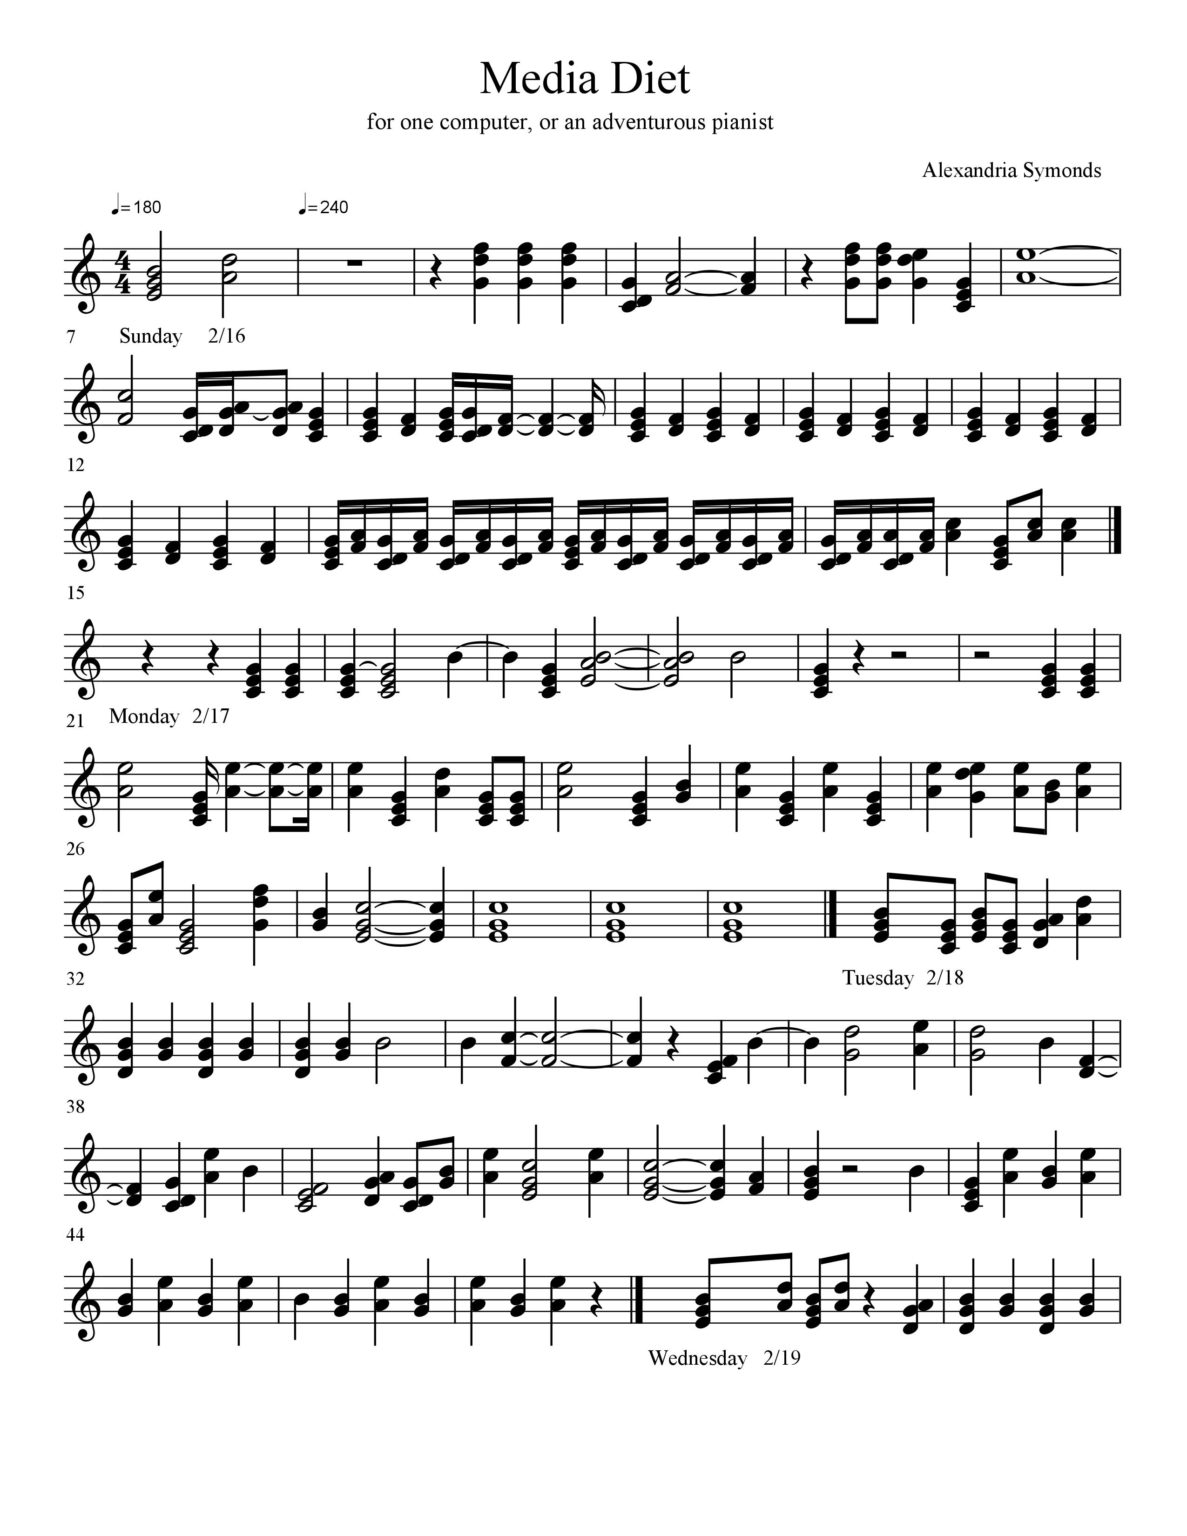 Media Diet
for one computer, or an adventurous pianist
Alexandria Symonds
♩=180 ♩=240
4
4
7 Sunday 2/16
12
15
21 Monday 2/17
26
32 Tuesday 2/18
38
44
Wednesday 2/19